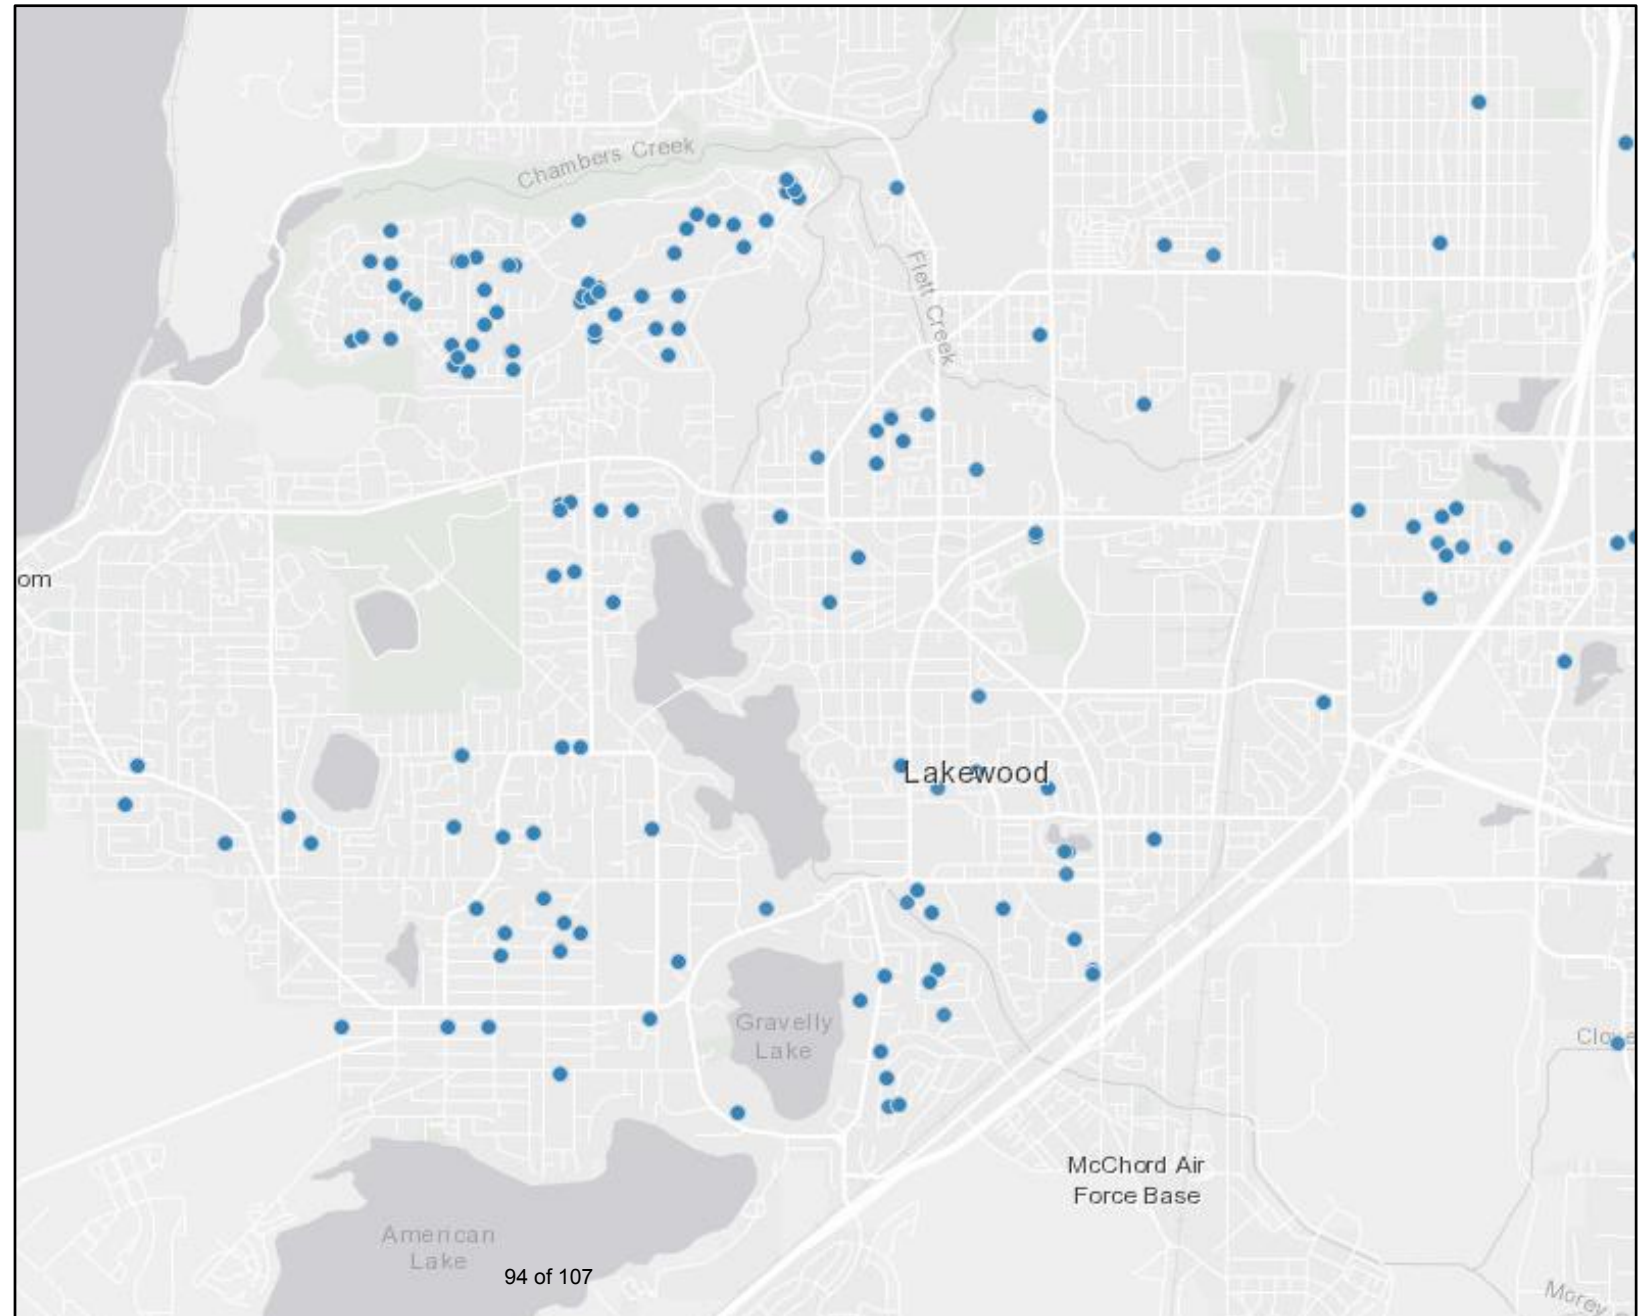 Chambers Creek
Flett Creek
om
Lakewood
Gravelly
Lake
Clove
McChord Air
Force Base
American
Lake
94 of 107
Morey